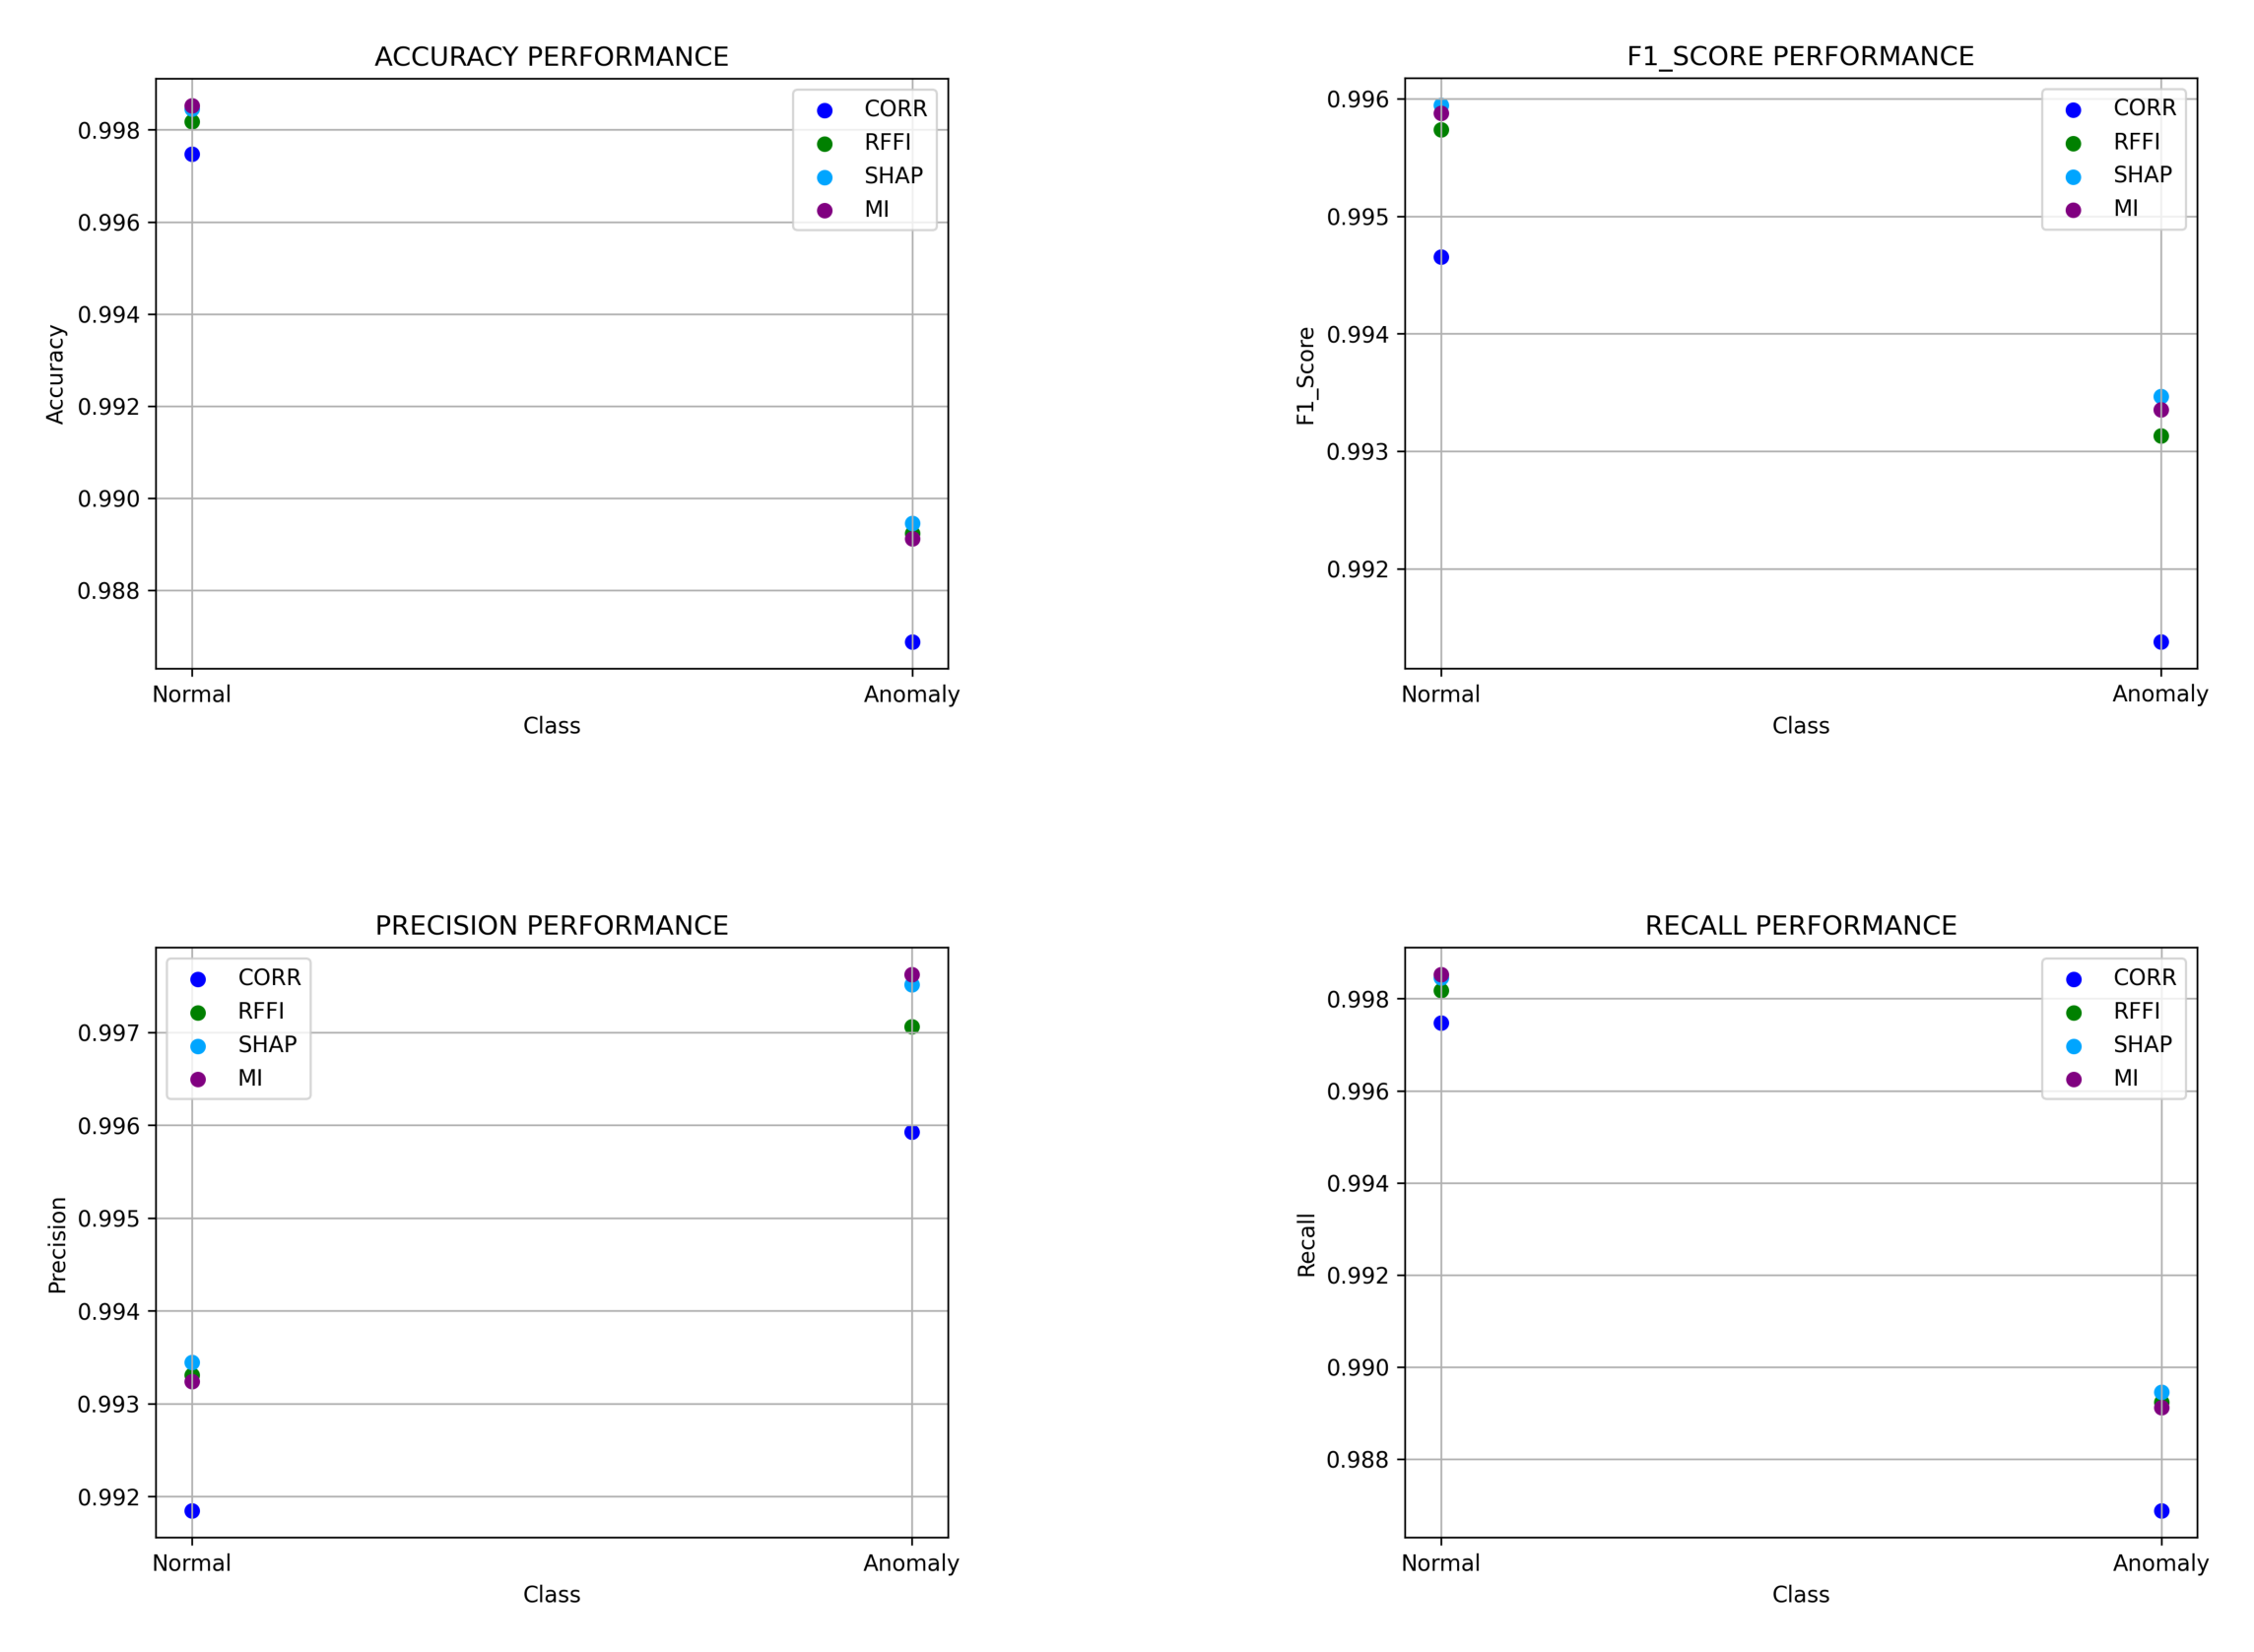 ACCURACY PERFORMANCE
CORR
RFFI
SHAP
MI
0.998
0.996
0.994
0.992
0.990
0.988
Accuracy
Normal
Anomaly
Class
F1_SCORE PERFORMANCE
CORR
RFFI
SHAP
MI
0.996
0.995
0.994
0.993
0.992
F1_Score
Normal
Anomaly
Class
PRECISION PERFORMANCE
CORR
RFFI
SHAP
MI
0.997
0.996
0.995
0.994
0.993
0.992
Precision
Normal
Anomaly
Class
RECALL PERFORMANCE
CORR
RFFI
SHAP
MI
0.998
0.996
0.994
0.992
0.990
0.988
Recall
Normal
Anomaly
Class